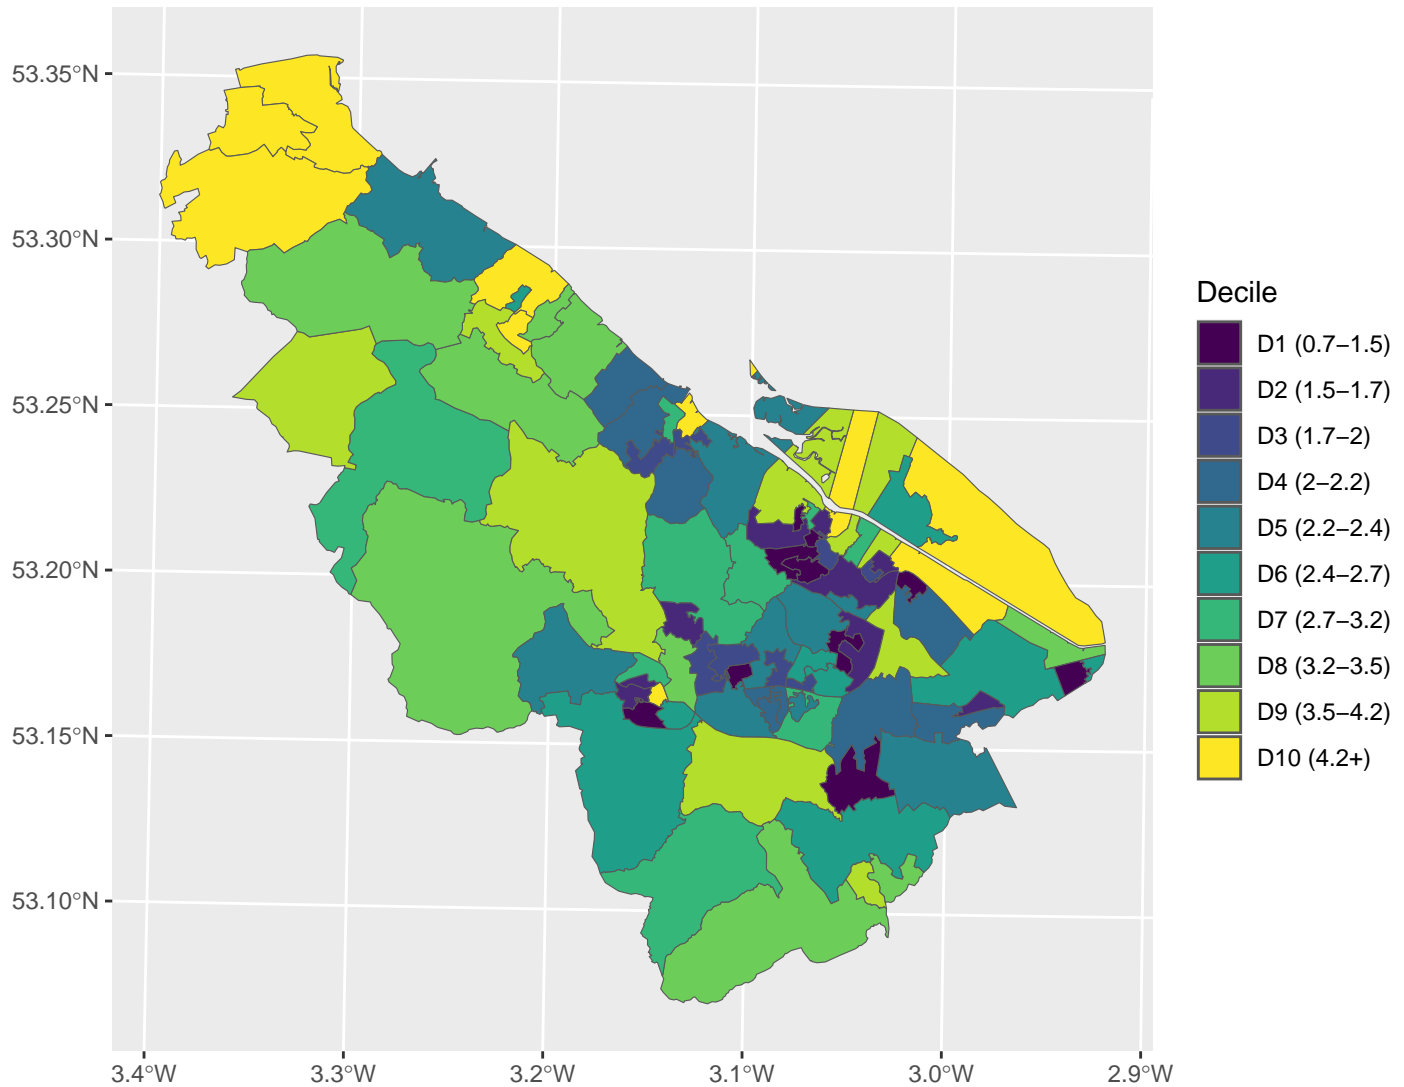 53.35°N
53.30°N
53.25°N
53.20°N
53.15°N
53.10°N
3.4°W
3.3°W
3.2°W
3.1°W
3.0°W
2.9°W
Decile
D1 (0.7–1.5)
D2 (1.5–1.7)
D3 (1.7–2)
D4 (2–2.2)
D5 (2.2–2.4)
D6 (2.4–2.7)
D7 (2.7–3.2)
D8 (3.2–3.5)
D9 (3.5–4.2)
D10 (4.2+)